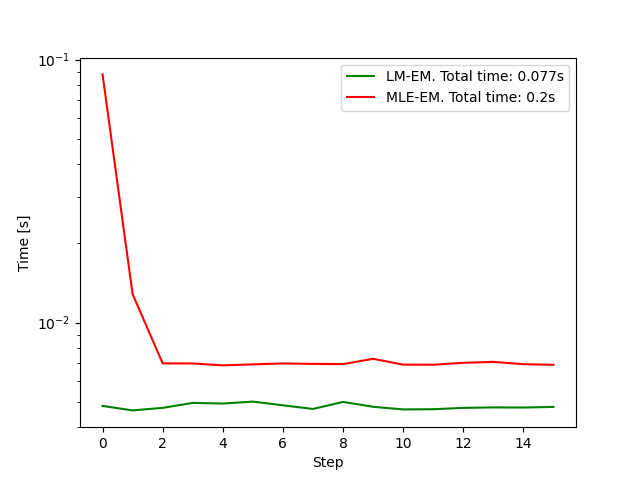 LM-EM. Total time: 0.077s
MLE-EM. Total time: 0.2s
Time [s]
10⁻¹
10⁻²
0 2 4 6 8 10 12 14
Step